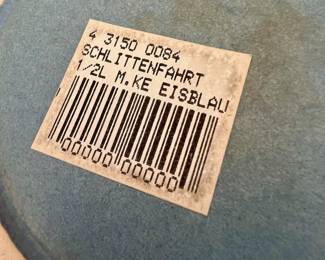 4 3150 0084
SCHLITTENFAHRT
1/2L M.KE EISBLAU
00000 00000